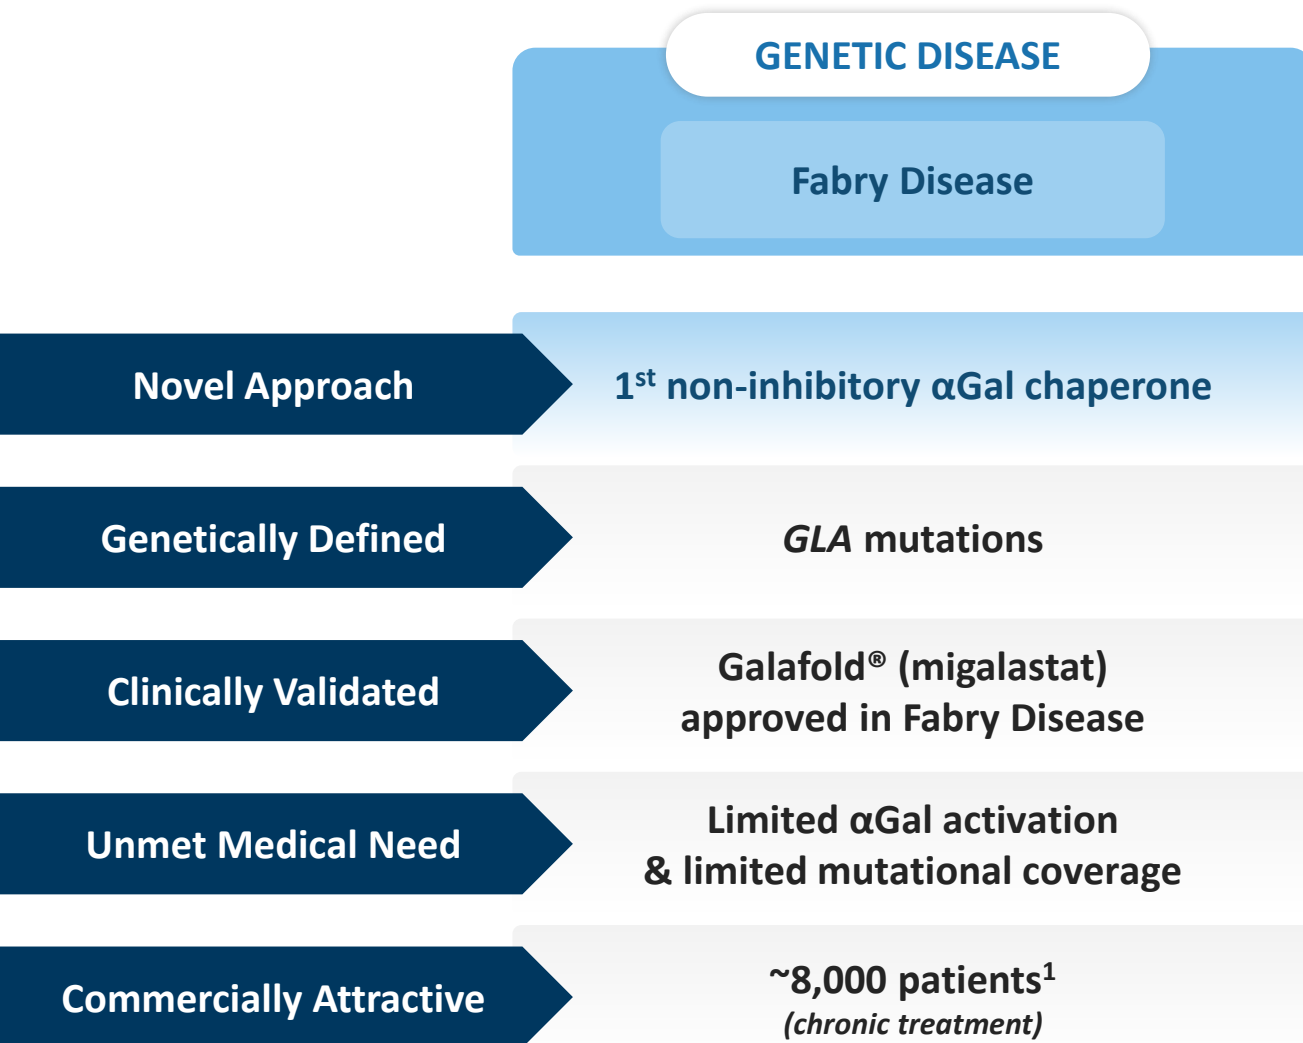 GENETIC DISEASE
Fabry Disease
Novel Approach
1st non-inhibitory αGal chaperone
Genetically Defined
GLA mutations
Clinically Validated
Galafold® (migalastat)
approved in Fabry Disease
Unmet Medical Need
Limited αGal activation
& limited mutational coverage
Commercially Attractive
~8,000 patients1
(chronic treatment)